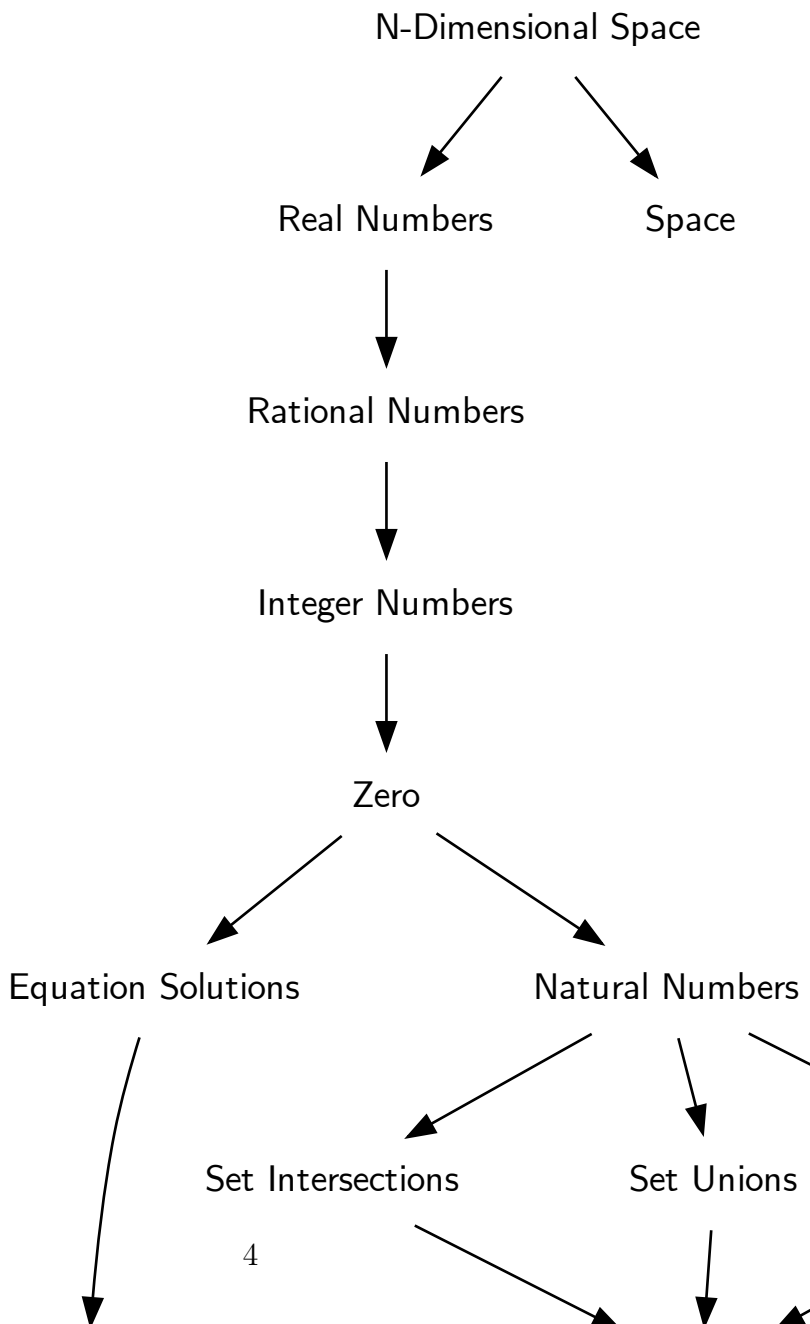 N-Dimensional Space
Real Numbers
Space
Rational Numbers
Integer Numbers
Zero
Equation Solutions
Natural Numbers
Set Intersections
Set Unions
4